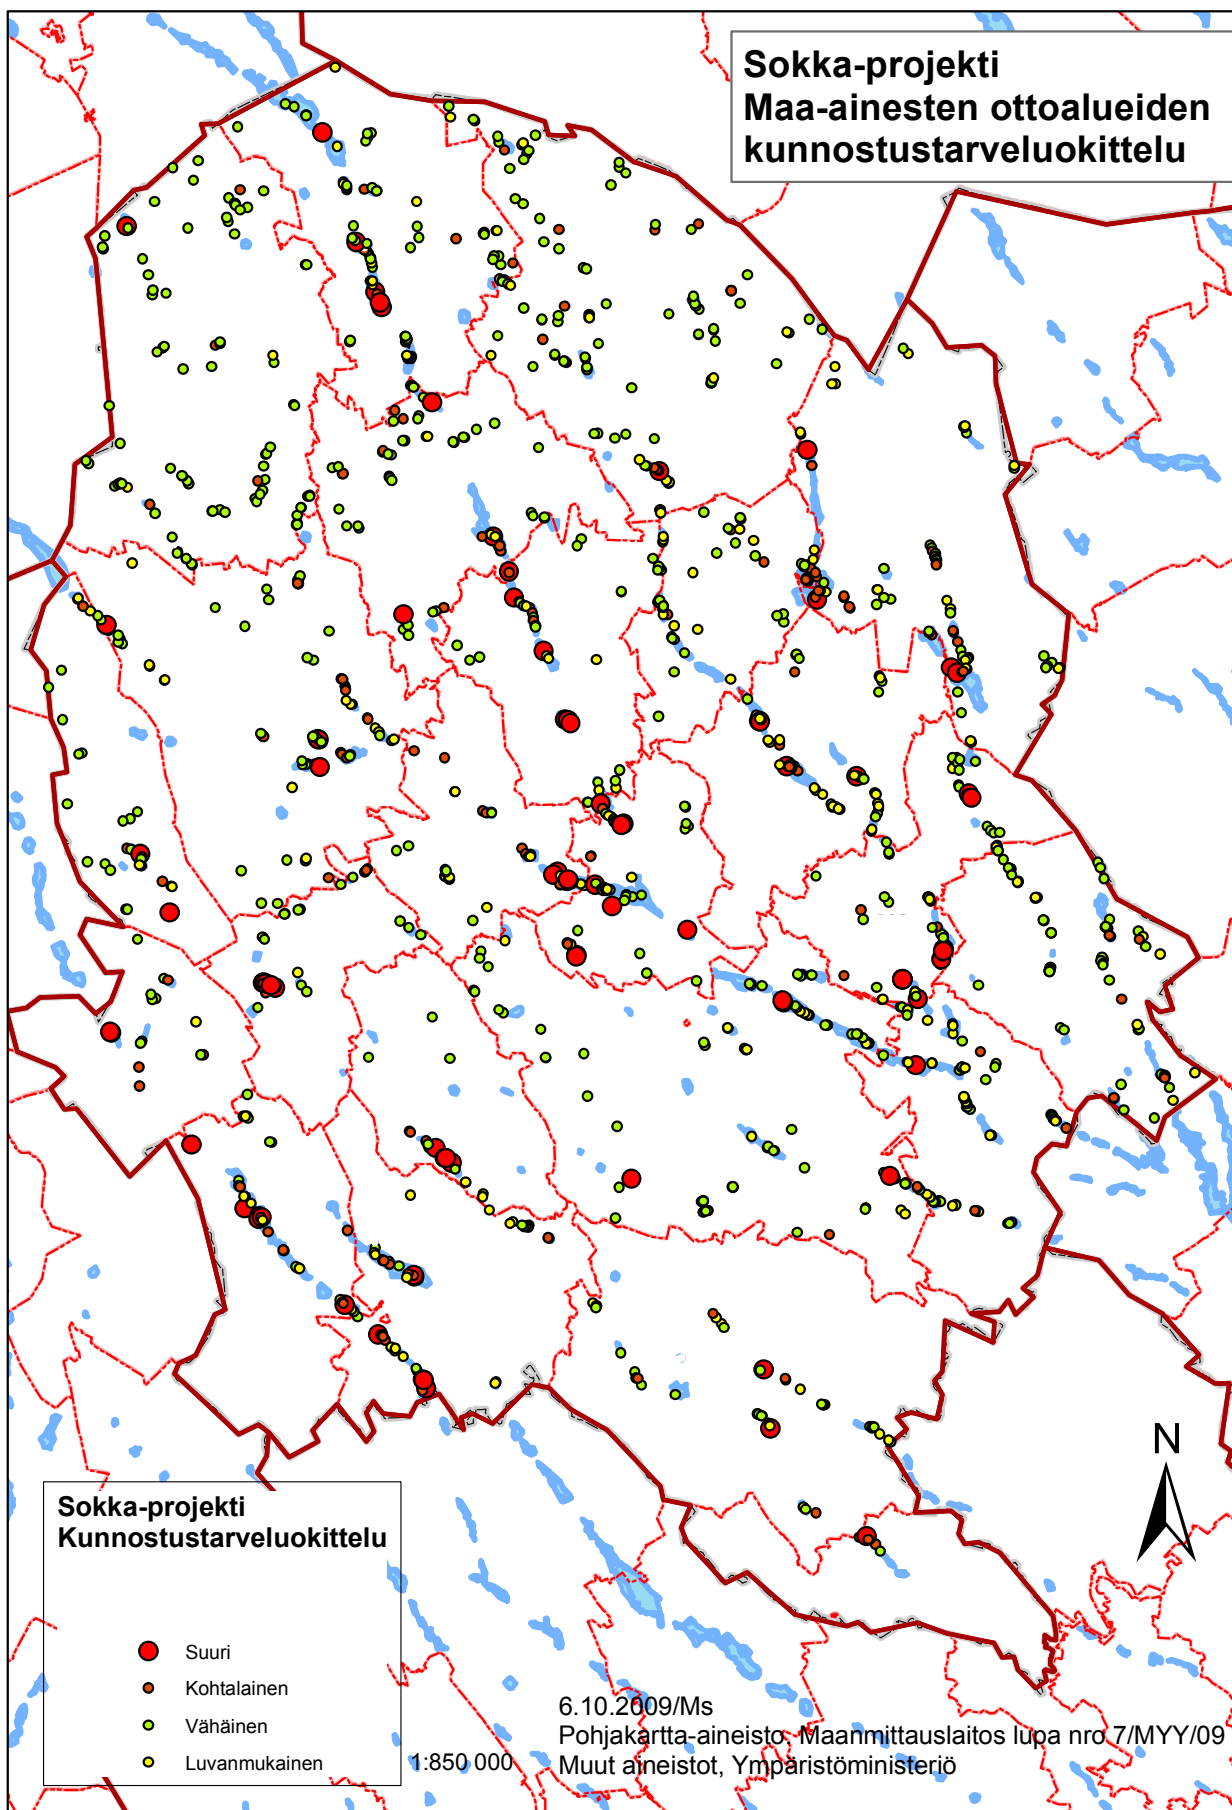 Sokka-projekti
Maa-ainesten ottoalueiden
kunnostustarveluokittelu
N
Sokka-projekti
Kunnostustarveluokittelu
Suuri
Kohtalainen
Vähäinen
Luvanmukainen
1:850 000
6.10.2009/Ms
Pohjakartta-aineisto, Maanmittauslaitos lupa nro 7/MYY/09
Muut aineistot, Ympäristöministeriö